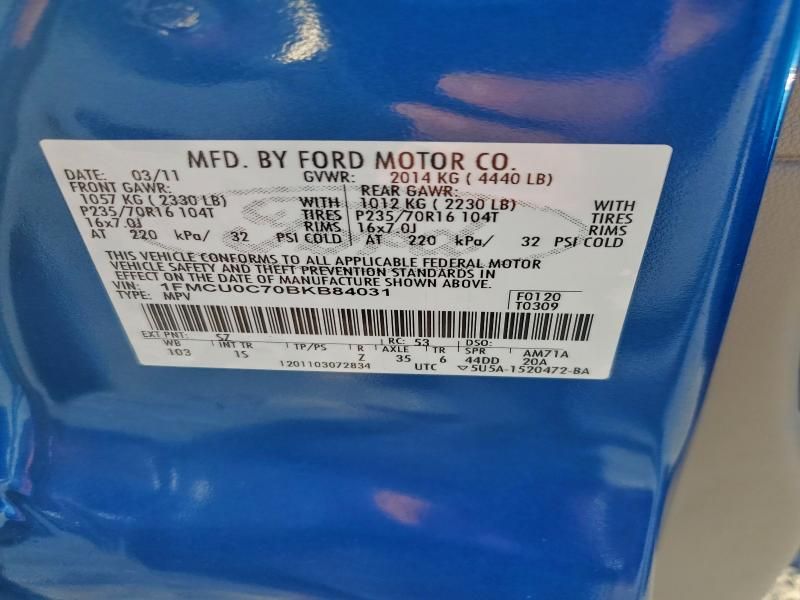 MFD. BY FORD MOTOR CO.
DATE: 03/11 GVWR: 2014 KG ( 4440 LB)
FRONT GAWR: REAR GAWR:
1057 KG ( 2330 LB) WITH 1012 KG ( 2230 LB) WITH
P235/70R16 104T TIRES P235/70R16 104T TIRES
16x7.0J RIMS 16x7.0J RIMS
AT 220 kPa/ 32 PSI COLD AT 220 kPa/ 32 PSI COLD
THIS VEHICLE CONFORMS TO ALL APPLICABLE FEDERAL MOTOR
VEHICLE SAFETY AND THEFT PREVENTION STANDARDS IN
EFFECT ON THE DATE OF MANUFACTURE SHOWN ABOVE.
VIN: 1FMCU0C70BKB84031 F0120
TYPE: MPV T0309
EXT PNT: SZ RC: 53 DSO:
WB INT TR TP/PS R AXLE TR SPR AM71A
103 1S Z 35 6 44DD 20A
1201103072834 UTC ▽5U5A-1520472-BA